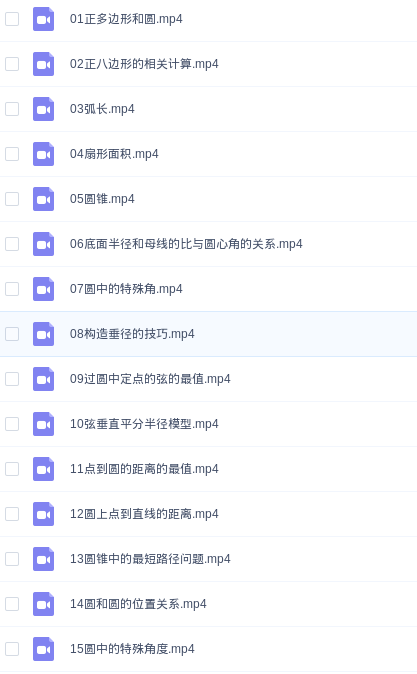 01正多边形和圆.mp4
02正八边形的相关计算.mp4
03弧长.mp4
04扇形面积.mp4
05圆锥.mp4
06底面半径和母线的比与圆心角的关系.mp4
07圆中的特殊角.mp4
08构造垂径的技巧.mp4
09过圆中定点的弦的最值.mp4
10弦垂直平分半径模型.mp4
11点到圆的距离的最值.mp4
12圆上点到直线的距离.mp4
13圆锥中的最短路径问题.mp4
14圆和圆的位置关系.mp4
15圆中的特殊角度.mp4